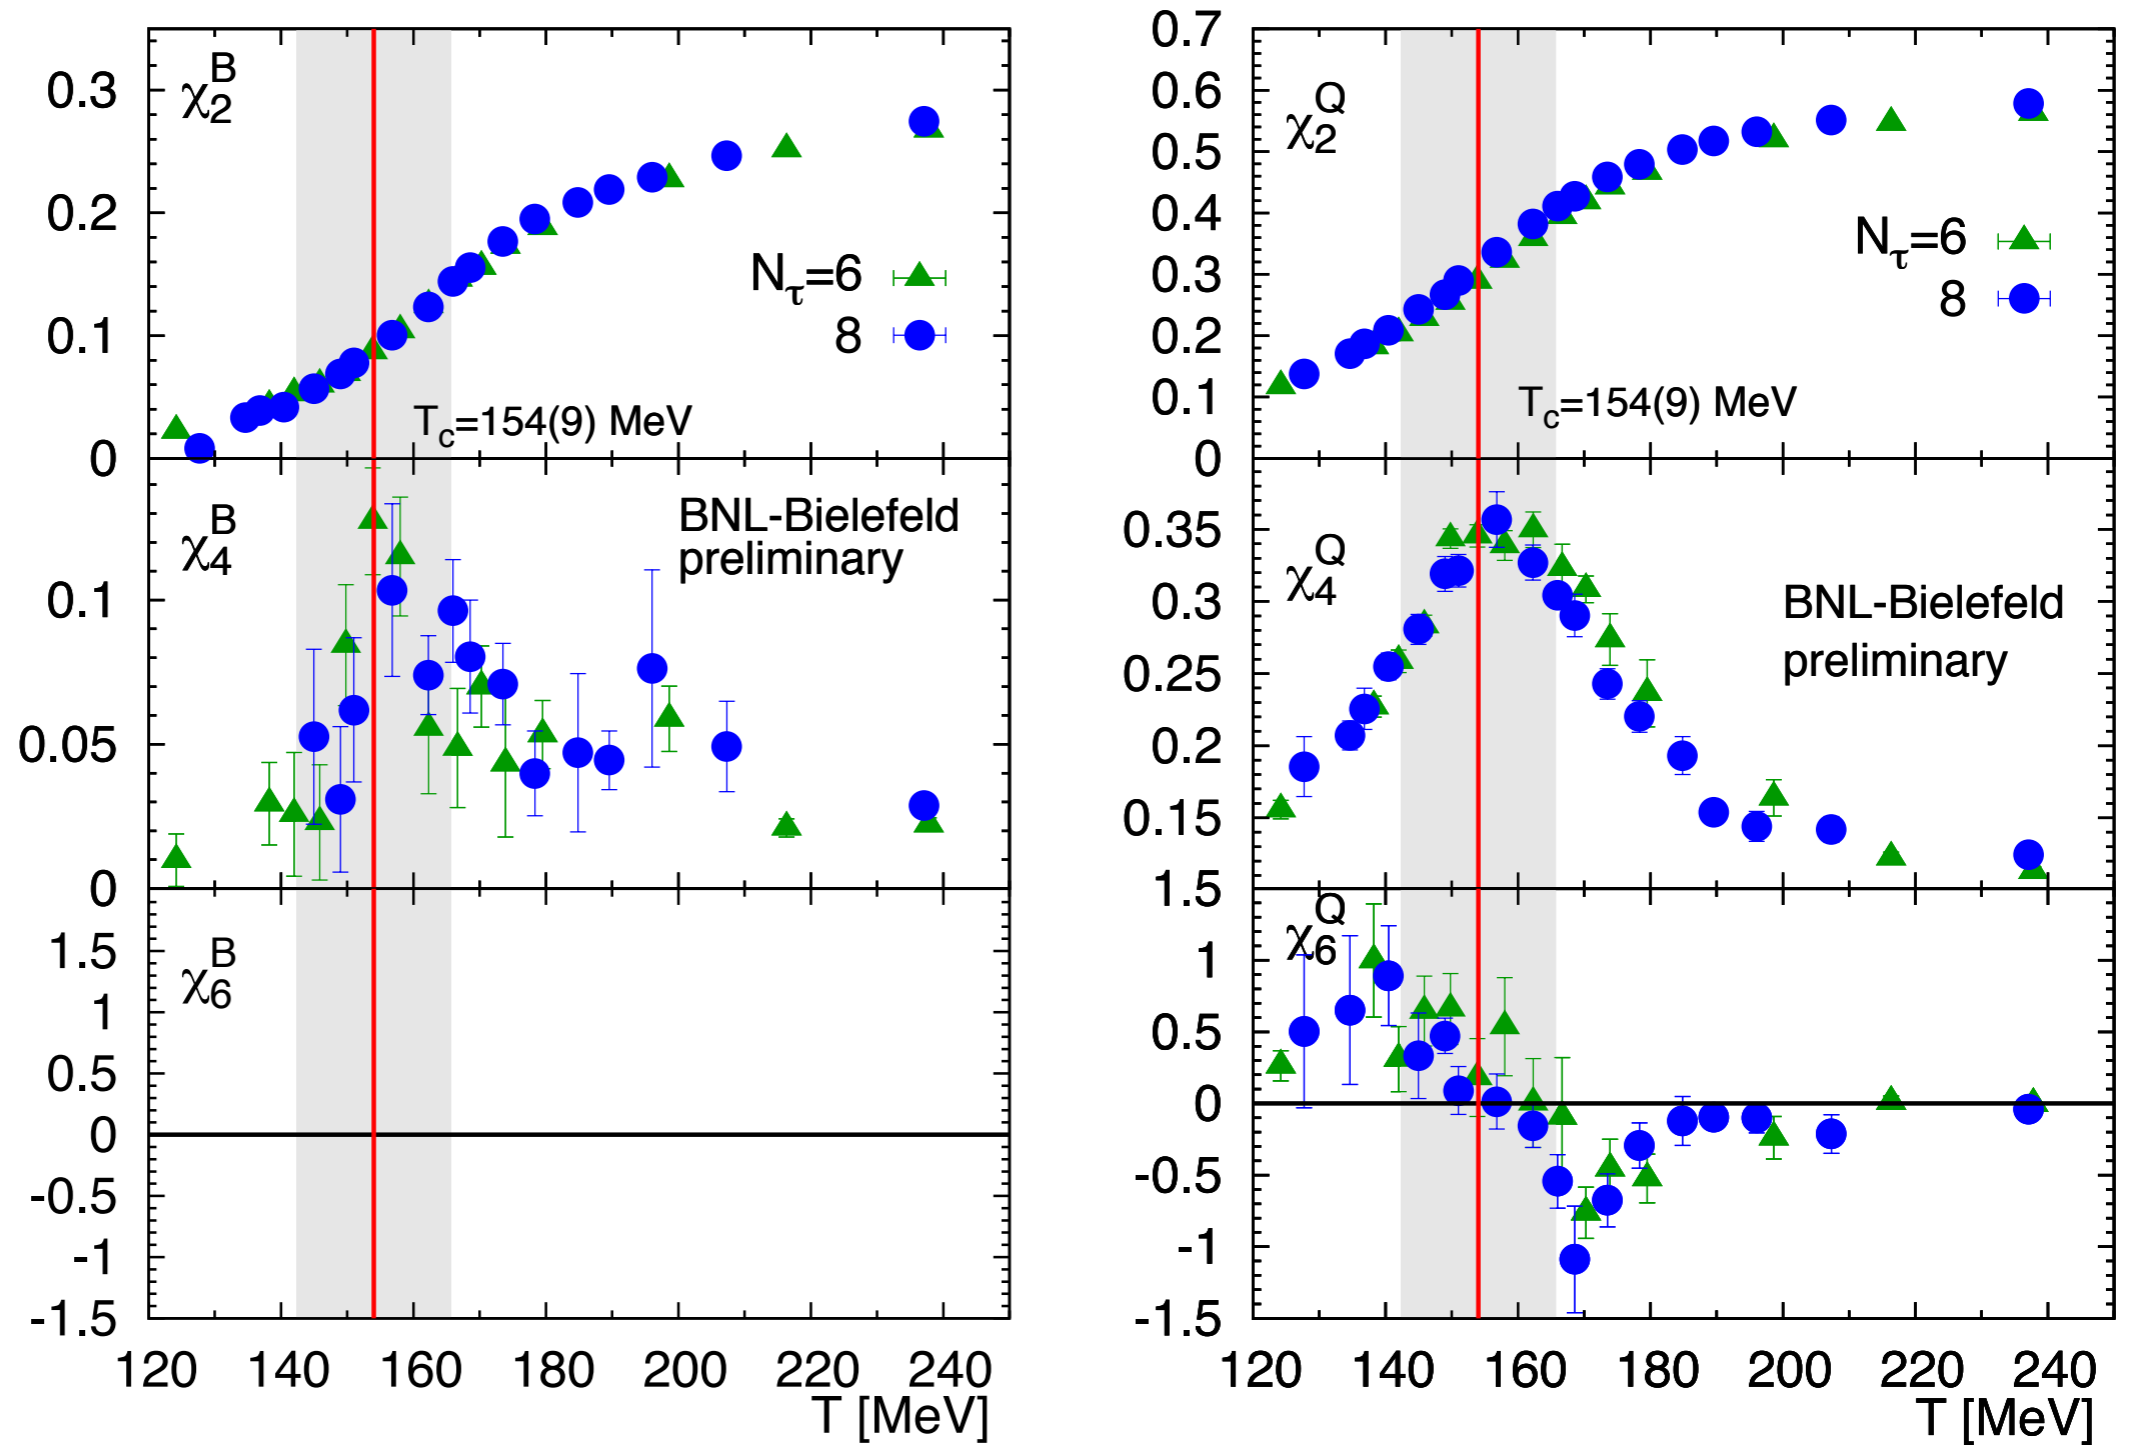 χ₂ᴮ
0.3
0.2
0.1
0
N_τ=6
8
T_c=154(9) MeV
χ₄ᴮ
BNL-Bielefeld
preliminary
0.1
0.05
0
χ₆ᴮ
1.5
1
0.5
0
-0.5
-1
-1.5
120 140 160 180 200 220 240
T [MeV]
0.7
χ₂Q
0.6
0.5
0.4
0.3
0.2
0.1
0
N_τ=6
8
T_c=154(9) MeV
χ₄Q
0.35
0.3
0.25
0.2
0.15
BNL-Bielefeld
preliminary
1.5
χ₆Q
1
0.5
0
-0.5
-1
-1.5
120 140 160 180 200 220 240
T [MeV]